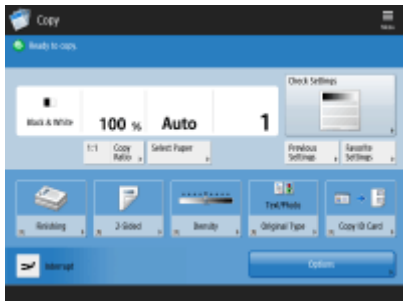 Copy
Menu
Ready to copy.
Check Settings
Black & White
100 %
Auto
1
1:1
Copy
Ratio
Select Paper
Previous
Settings
Favorite
Settings
Text/Photo
Finishing
2-Sided
Density
Original Type
Copy ID Card
Interrupt
Options